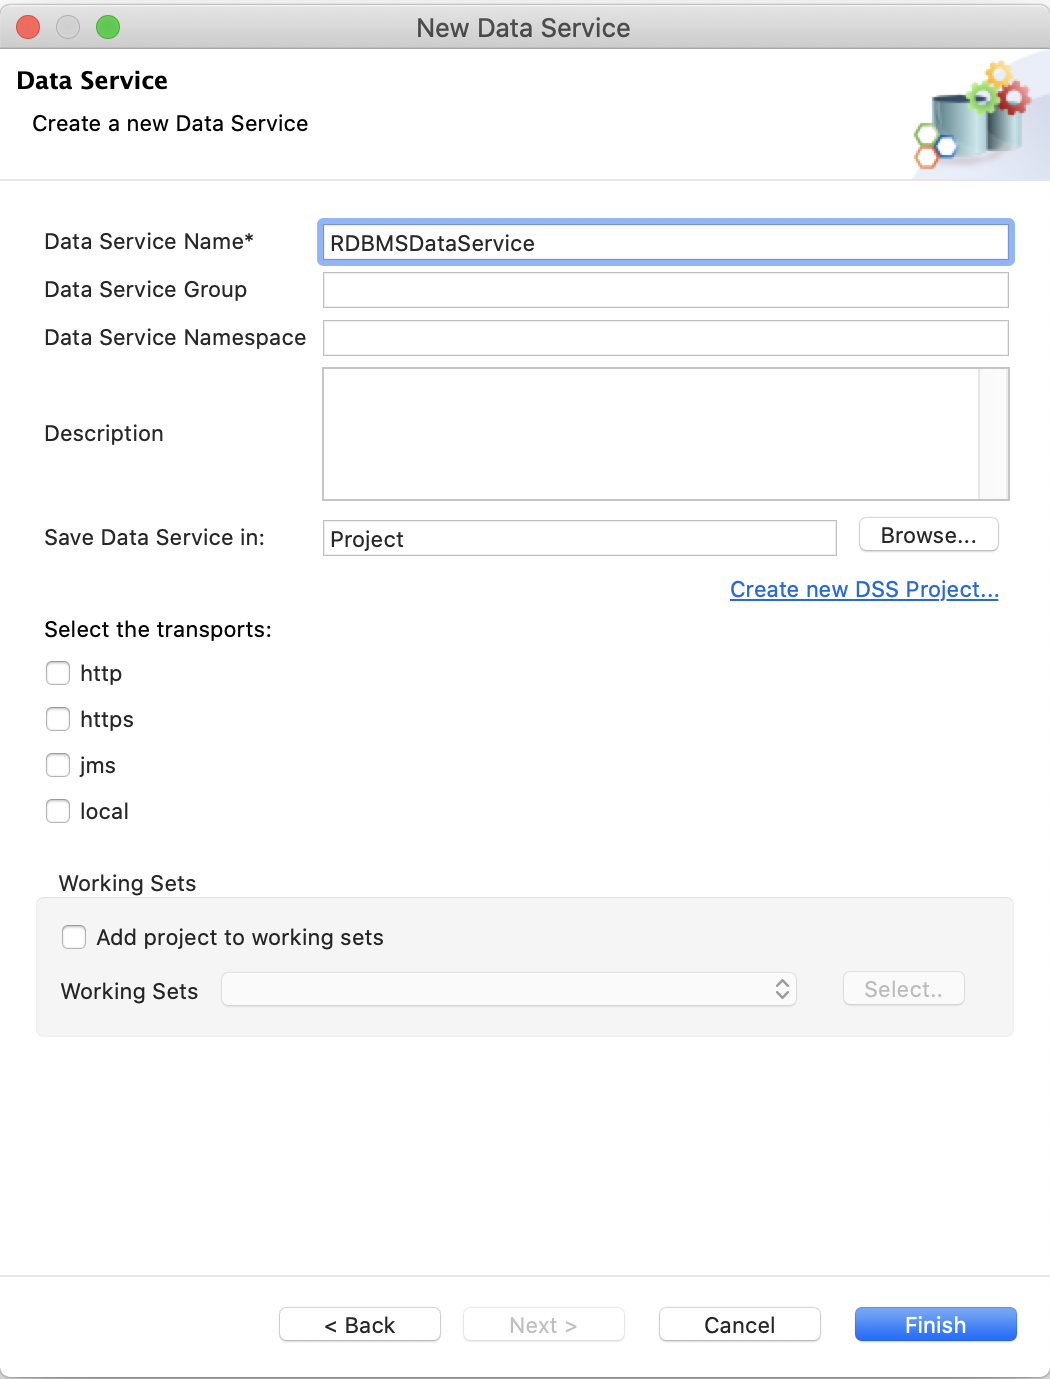 New Data Service
Data Service
Create a new Data Service
Data Service Name* RDBMSDataService
Data Service Group
Data Service Namespace
Description
Save Data Service in: Project Browse...
Create new DSS Project...
Select the transports:
http
https
jms
local
Working Sets
Add project to working sets
Working Sets Select..
< Back Next > Cancel Finish